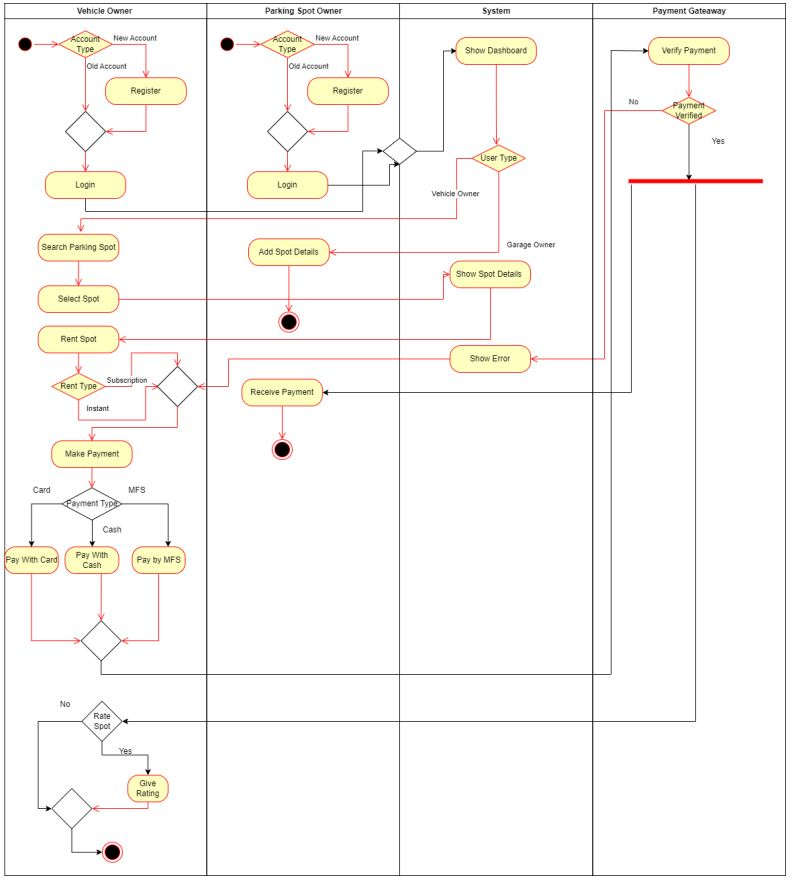 Vehicle Owner
Parking Spot Owner
System
Payment Gateaway
Account
Type
New Account
Old Account
Register
Login
Account
Type
New Account
Old Account
Register
Login
Show Dashboard
User Type
Vehicle Owner
Garage Owner
Verify Payment
Payment
Verified
No
Yes
Search Parking Spot
Add Spot Details
Show Spot Details
Select Spot
Rent Spot
Show Error
Rent Type
Subscription
Instant
Receive Payment
Make Payment
Payment Type
Card
MFS
Cash
Pay With Card
Pay With
Cash
Pay by MFS
Rate
Spot
No
Yes
Give
Rating